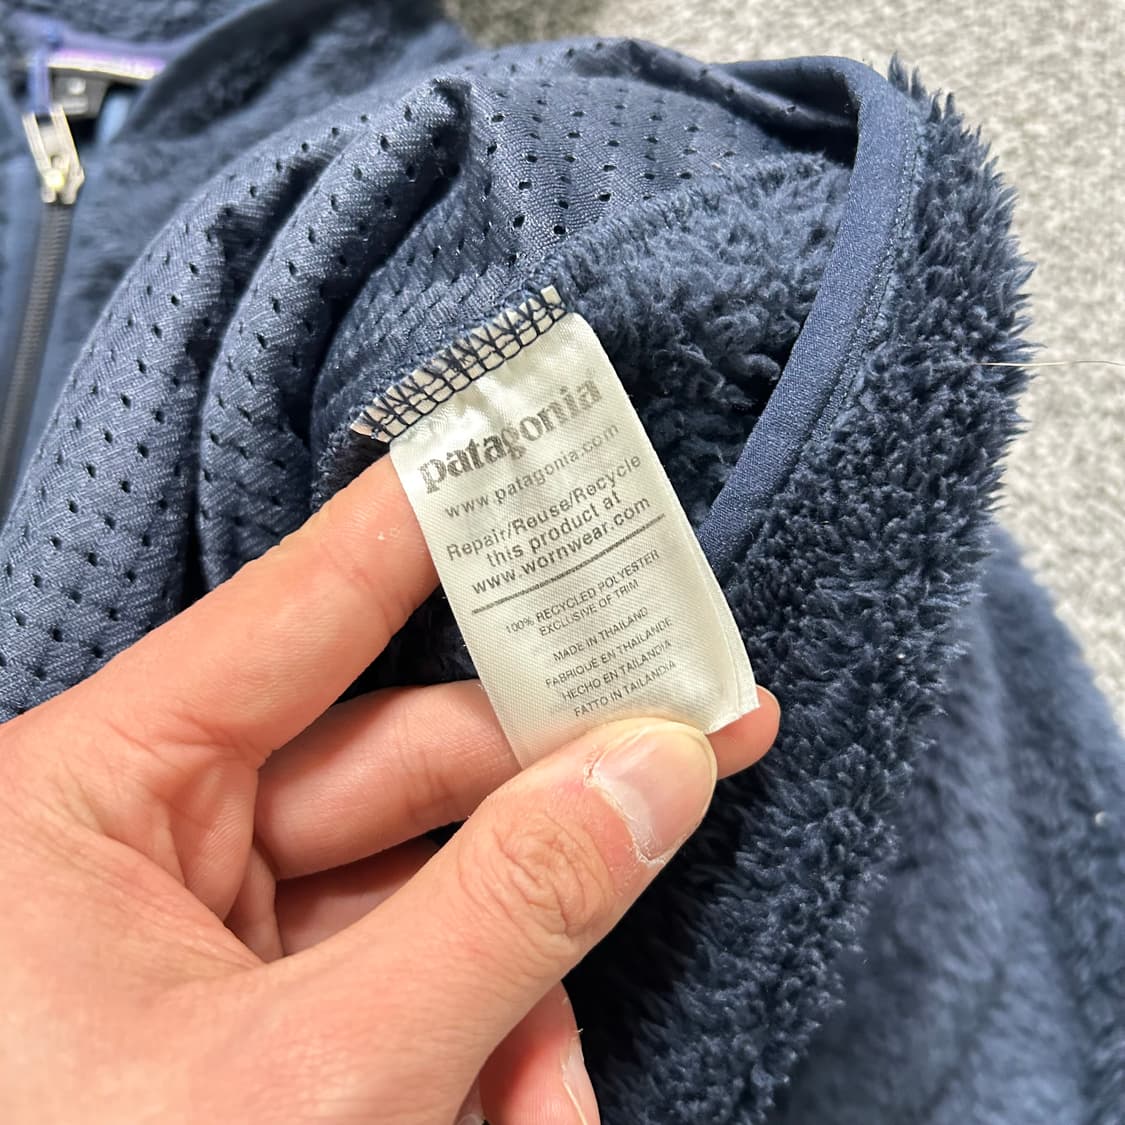 patagonia®
www.patagonia.com
Repair/Reuse/Recycle
this product at
www.wornwear.com
100% RECYCLED POLYESTER
EXCLUSIVE OF TRIM
MADE IN THAILAND
FABRIQUÉ EN THAÏLANDE
HECHO EN TAILANDIA
FATTO IN TAILANDIA